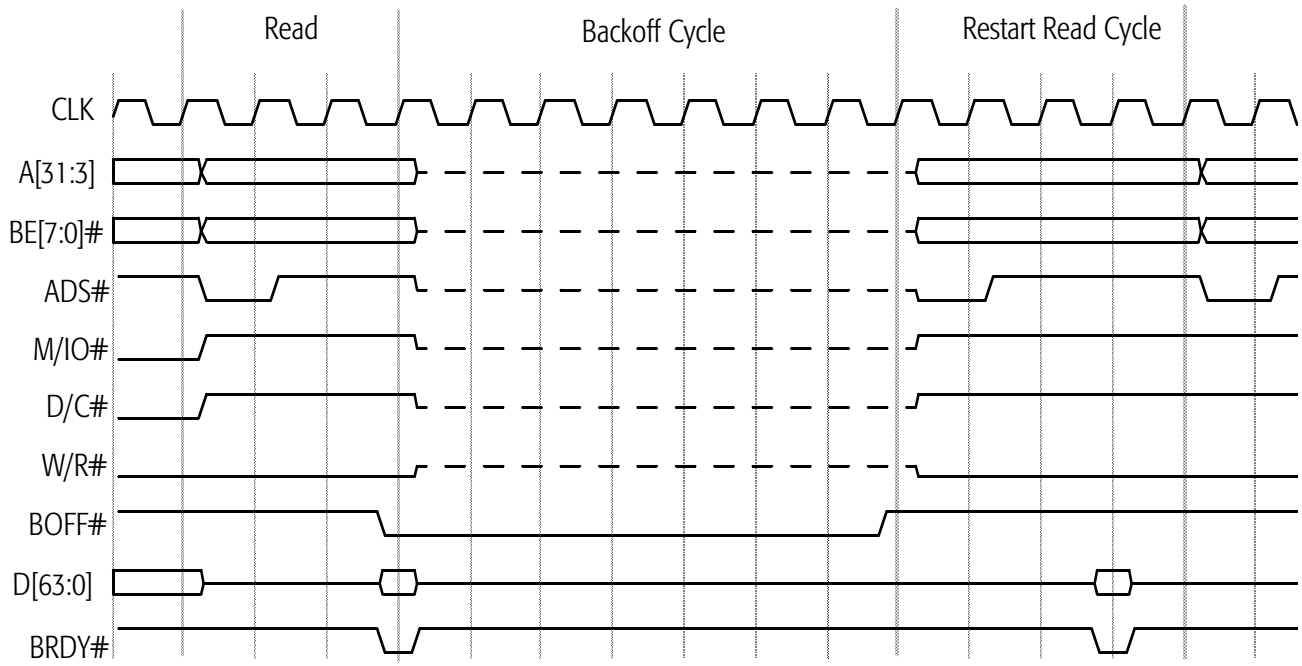 Read
Backoff Cycle
Restart Read Cycle
CLK
A[31:3]
BE[7:0]#
ADS#
M/IO#
D/C#
W/R#
BOFF#
D[63:0]
BRDY#